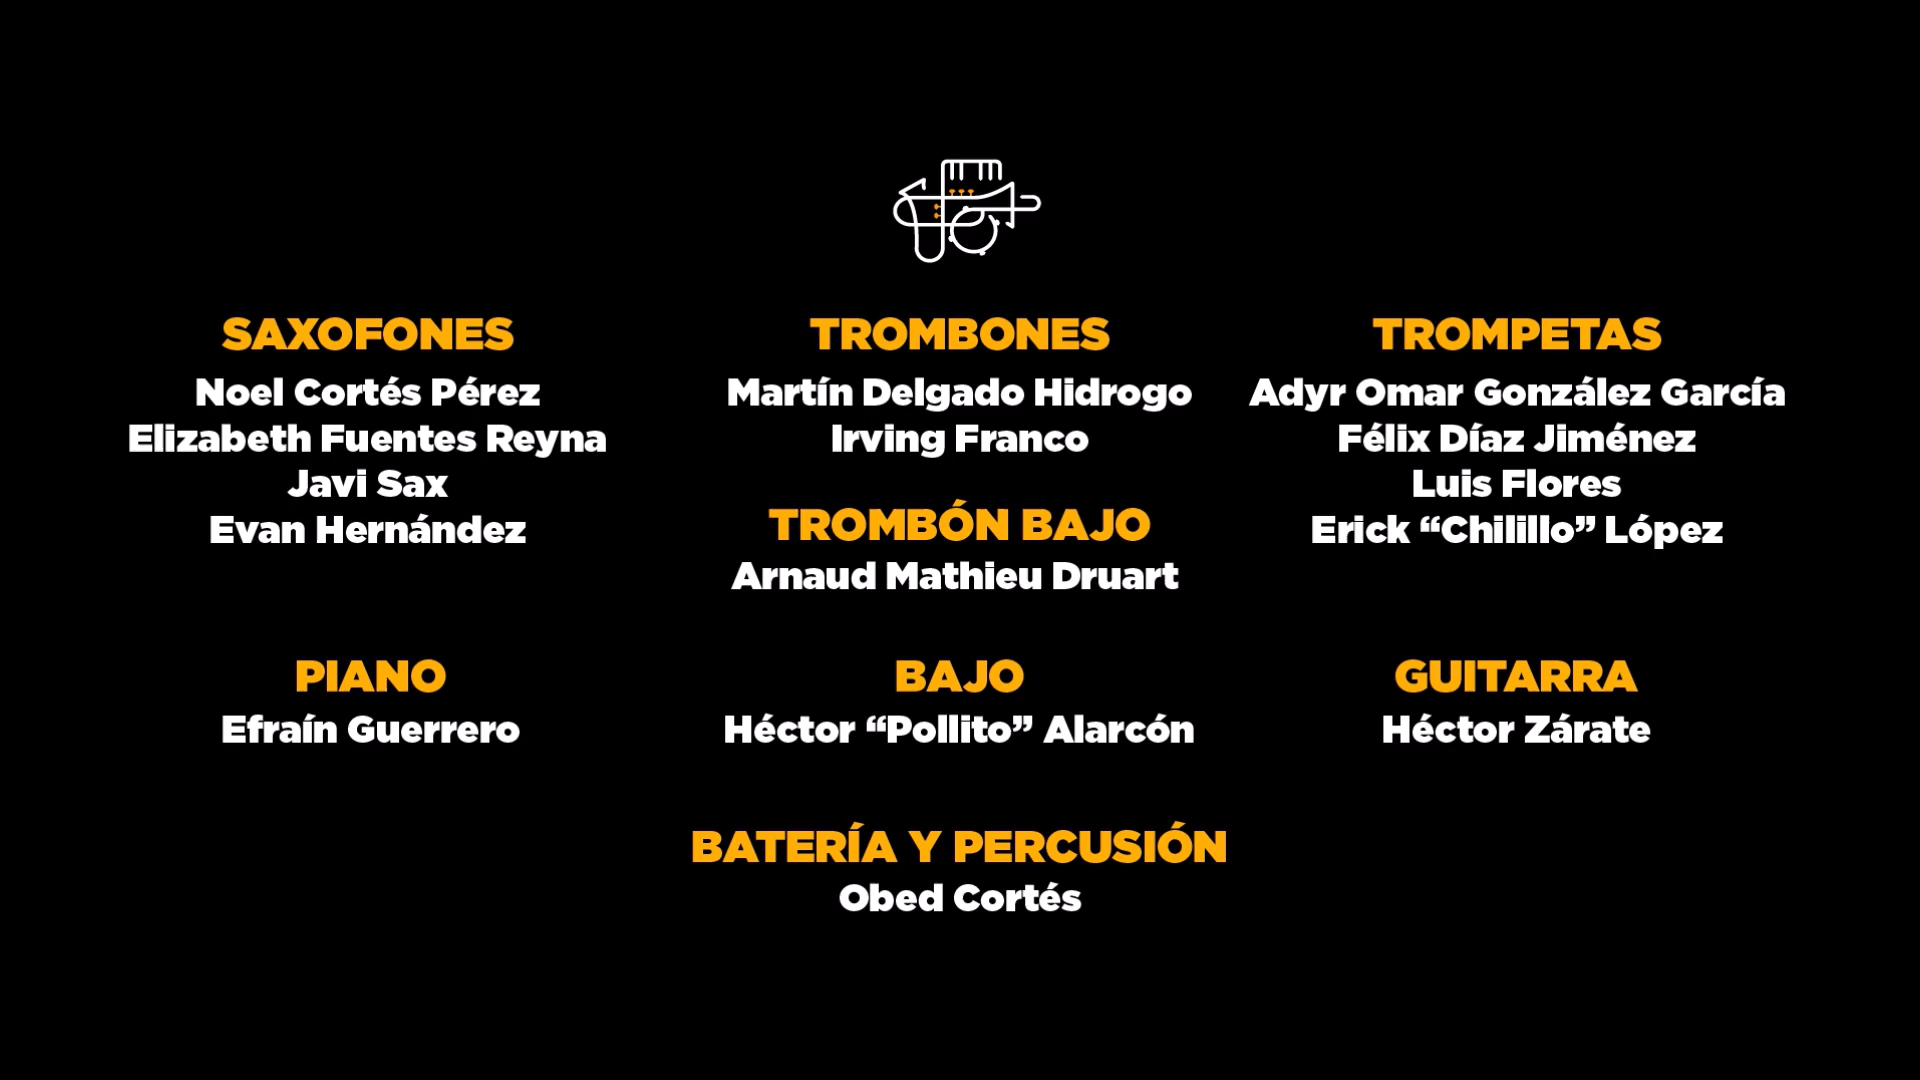 SAXOFONES
Noel Cortés Pérez
Elizabeth Fuentes Reyna
Javi Sax
Evan Hernández
TROMBONES
Martín Delgado Hidrogo
Irving Franco
TROMBÓN BAJO
Arnaud Mathieu Druart
TROMPETAS
Adyr Omar González García
Félix Díaz Jiménez
Luis Flores
Erick “Chilillo” López
PIANO
Efraín Guerrero
BAJO
Héctor “Pollito” Alarcón
GUITARRA
Héctor Zárate
BATERÍA Y PERCUSIÓN
Obed Cortés